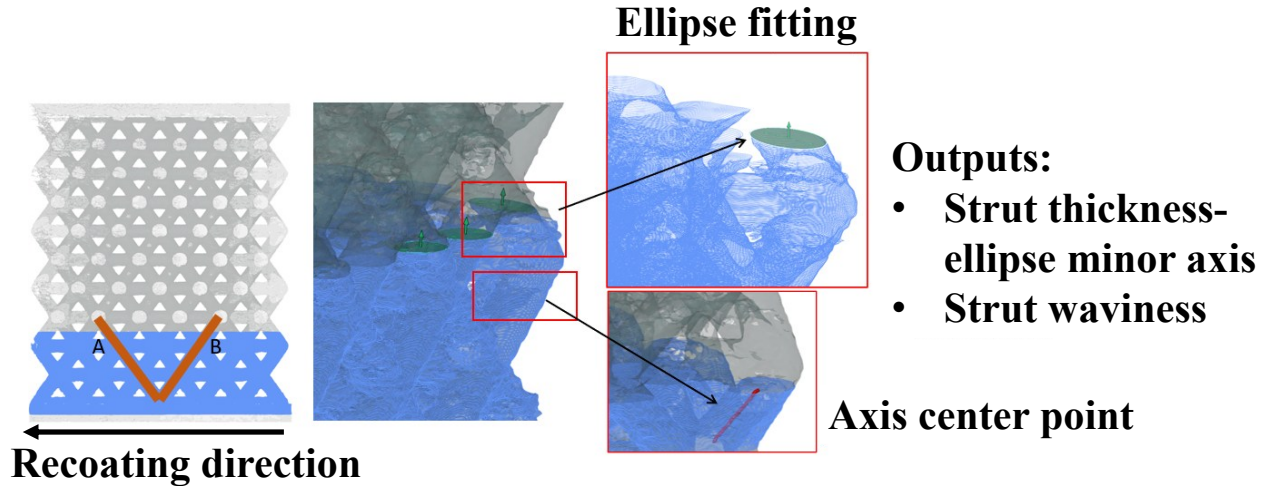 Ellipse fitting
A
B
Recoating direction
Outputs:
• Strut thickness-
ellipse minor axis
• Strut waviness
Axis center point